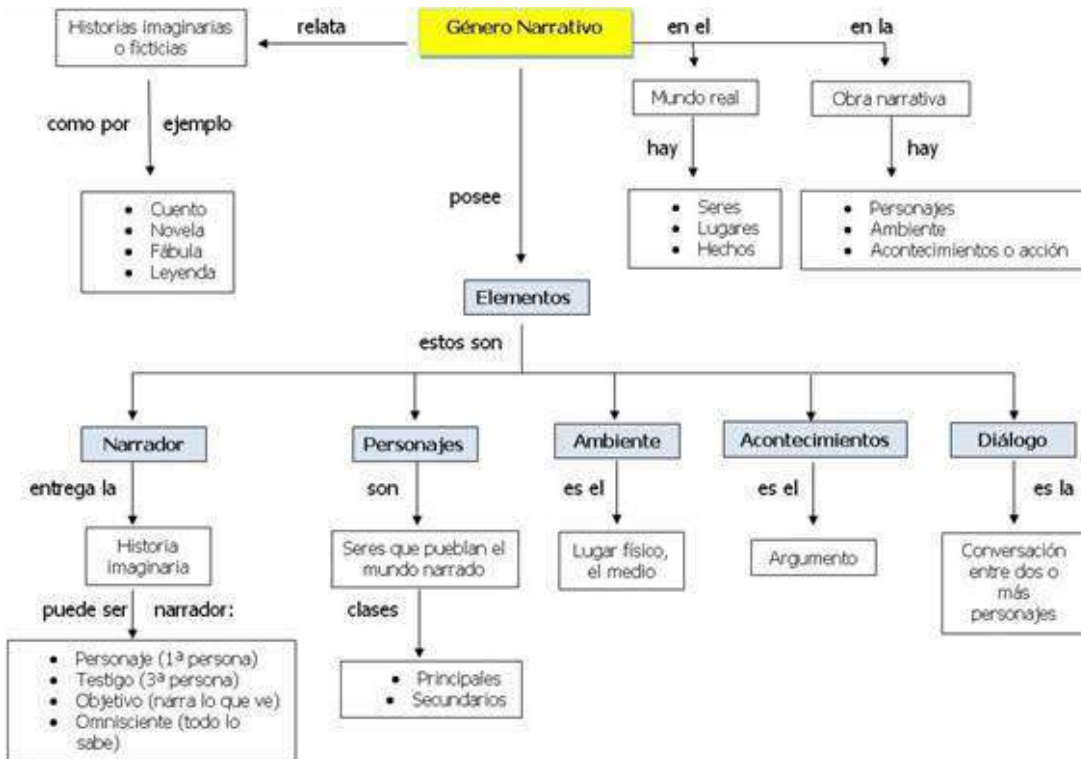 Género Narrativo
relata
Historias imaginarias
o ficticias
como por ejemplo
• Cuento
• Novela
• Fábula
• Leyenda
en el
Mundo real
hay
• Seres
• Lugares
• Hechos
en la
Obra narrativa
hay
• Personajes
• Ambiente
• Acontecimientos o acción
posee
Elementos
estos son
Narrador
entrega la
Historia
imaginaria
puede ser narrador:
• Personaje (1ª persona)
• Testigo (3ª persona)
• Objetivo (narra lo que ve)
• Omnisciente (todo lo
sabe)
Personajes
son
Seres que pueblan el
mundo narrado
clases
• Principales
• Secundarios
Ambiente
es el
Lugar físico,
el medio
Acontecimientos
es el
Argumento
Diálogo
es la
Conversación
entre dos o
más
personajes